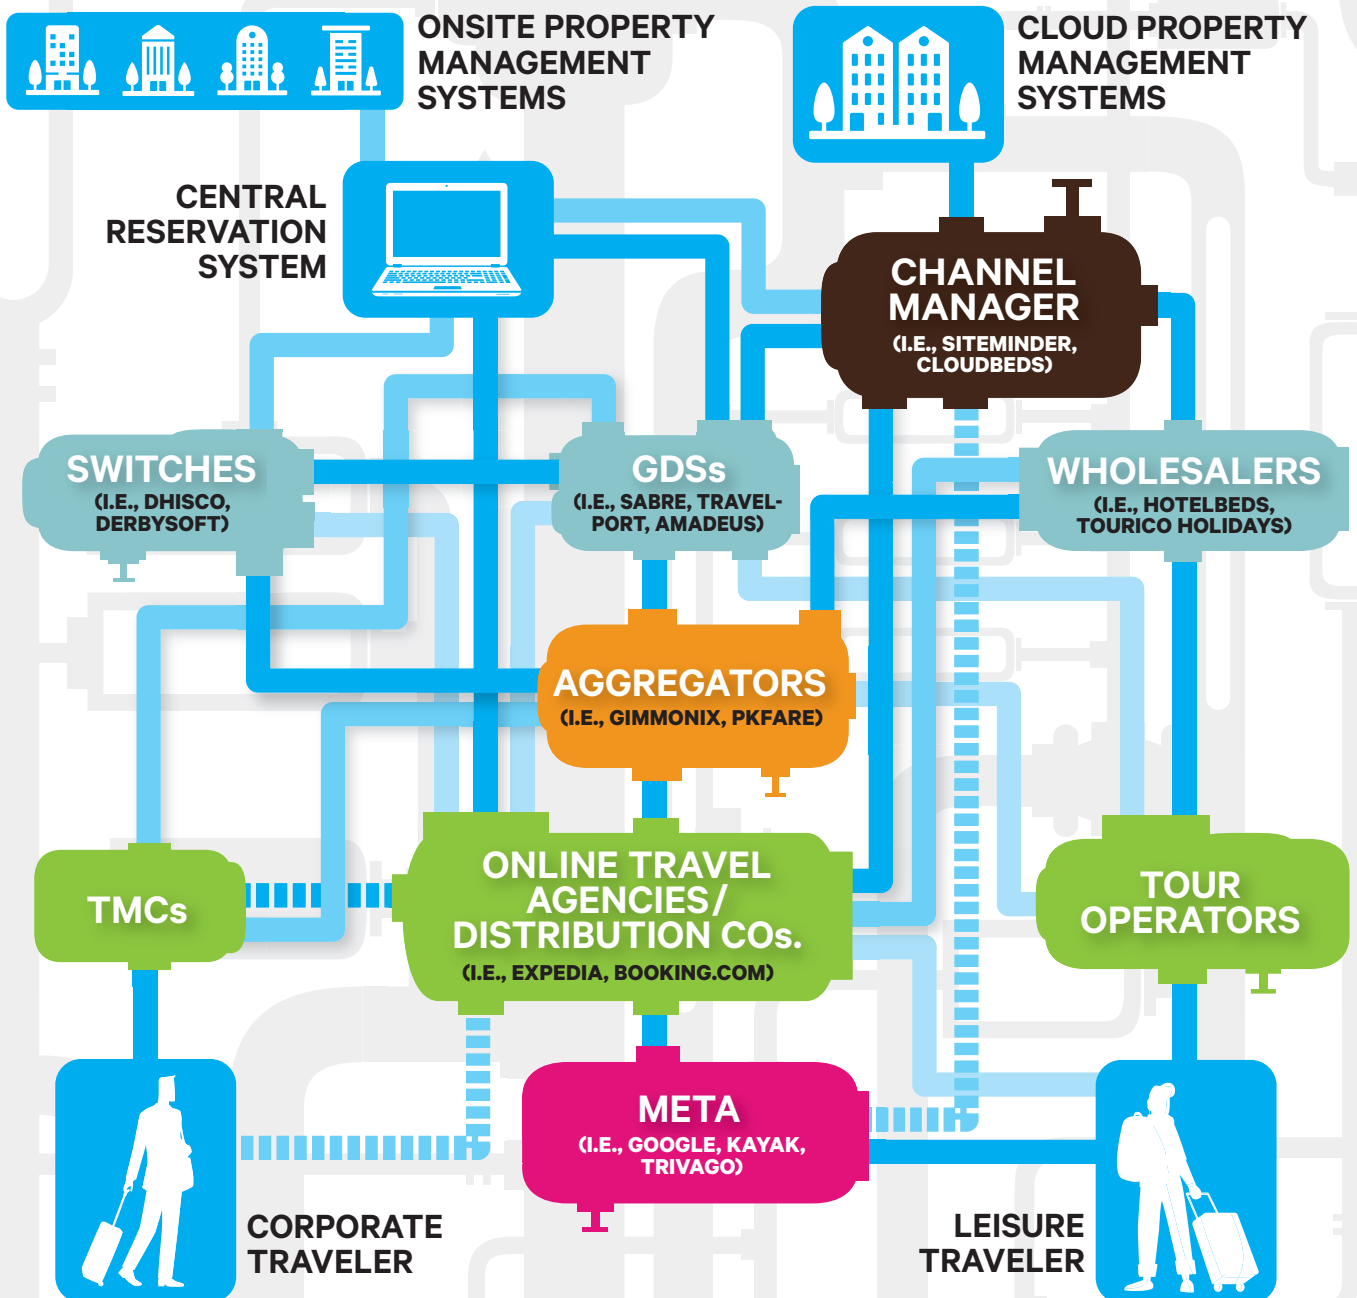 ONSITE PROPERTY
MANAGEMENT
SYSTEMS
CLOUD PROPERTY
MANAGEMENT
SYSTEMS
CENTRAL
RESERVATION
SYSTEM
CHANNEL
MANAGER
(I.E., SITEMINDER,
CLOUDBEDS)
SWITCHES
(I.E., DHISCO,
DERBYSOFT)
GDSs
(I.E., SABRE, TRAVEL-
PORT, AMADEUS)
WHOLESALERS
(I.E., HOTELBEDS,
TOURICO HOLIDAYS)
AGGREGATORS
(I.E., GIMMONIX, PKFARE)
TMCs
ONLINE TRAVEL
AGENCIES/
DISTRIBUTION COs.
(I.E., EXPEDIA, BOOKING.COM)
TOUR
OPERATORS
META
(I.E., GOOGLE, KAYAK,
TRIVAGO)
CORPORATE
TRAVELER
LEISURE
TRAVELER